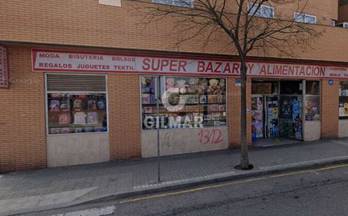 MODA BISUTERIA BOLSOS
REGALOS JUGUETES TEXTIL
SUPER BAZAR Y ALIMENTACION
GILMAR
1312